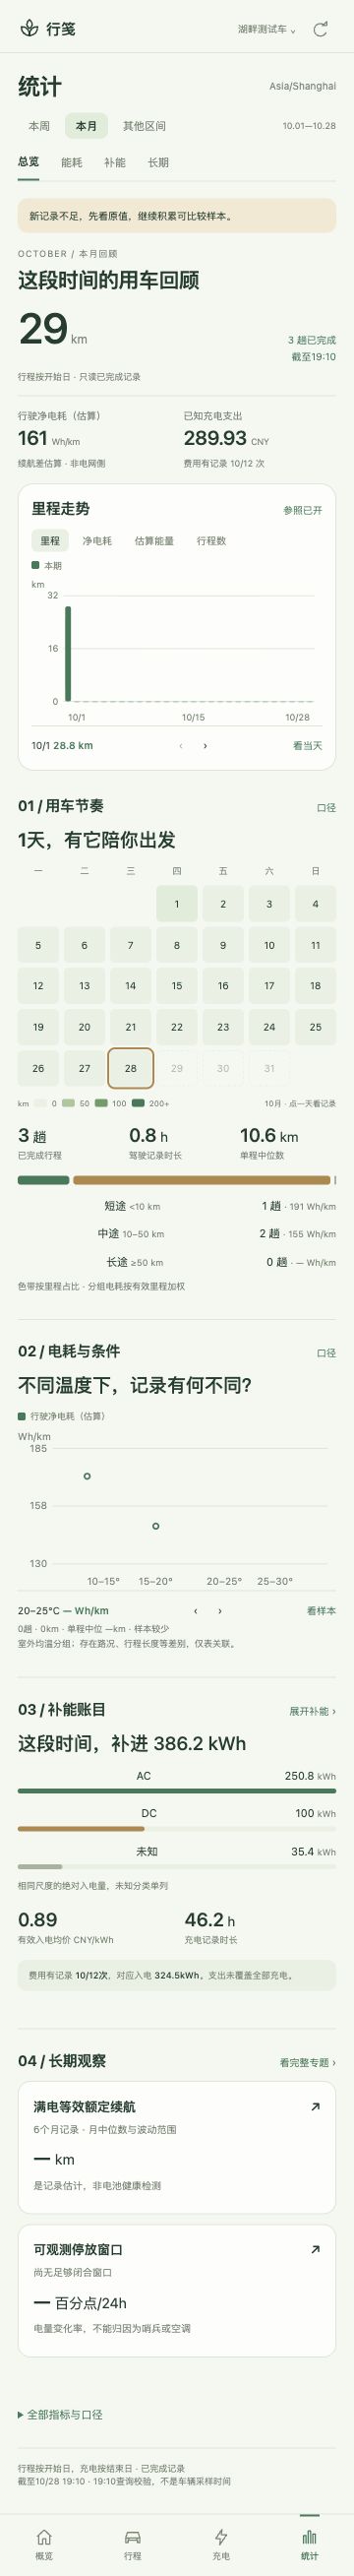 行笺
湖畔测试车
统计 Asia/Shanghai
本周 本月 其他区间 10.01—10.28
总览 能耗 补能 长期
新记录不足，先看原值，继续积累可比较样本。
OCTOBER / 本月回顾
这段时间的用车回顾
29 km
3 趟已完成
截至19:10
行程按开始日 · 只读已完成记录
行驶净电耗（估算） 已知充电支出
161 Wh/km 289.93 CNY
续航差估算 · 非电网侧 费用有记录 10/12 次
里程走势 参照已开
里程 净电耗 估算能量 行程数
本期
km
32
16
0
10/1 10/15 10/28
10/1 28.8 km ‹ › 看当天
01 / 用车节奏 口径
1天，有它陪你出发
一 二 三 四 五 六 日
1 2 3 4
5 6 7 8 9 10 11
12 13 14 15 16 17 18
19 20 21 22 23 24 25
26 27 28 29 30 31
km 0 50 100 200+ 10月 · 点一天看记录
3 趟 0.8 h 10.6 km
已完成行程 驾驶记录时长 单程中位数
短途 <10 km 1 趟 · 191 Wh/km
中途 10–50 km 2 趟 · 155 Wh/km
长途 ≥50 km 0 趟 · — Wh/km
色带按里程占比 · 分组电耗按有效里程加权
02 / 电耗与条件 口径
不同温度下，记录有何不同？
行驶净电耗（估算）
Wh/km
185
158
130
10–15° 15–20° 20–25° 25–30°
20–25°C — Wh/km ‹ › 看样本
0趟 · 0km · 单程中位 —km · 样本较少
室外均温分组；存在路况、行程长度等差别，仅表关联。
03 / 补能账目 展开补能 ›
这段时间，补进 386.2 kWh
AC 250.8 kWh
DC 100 kWh
未知 35.4 kWh
相同尺度的绝对入电量，未知分类单列
0.89 46.2 h
有效入电均价 CNY/kWh 充电记录时长
费用有记录 10/12次，对应入电 324.5kWh，支出未覆盖全部充电。
04 / 长期观察 看完整专题 ›
满电等效额定续航 ↗
6个月记录 · 月中位数与波动范围
— km
是记录估计，非电池健康检测
可观测停放窗口 ↗
尚无足够闭合窗口
— 百分点/24h
电量变化率，不能归因为哨兵或空调
▶ 全部指标与口径
行程按开始日，充电按结束日 · 已完成记录
截至10/28 19:10 · 19:10查询校验，不是车辆采样时间
概览 行程 充电 统计